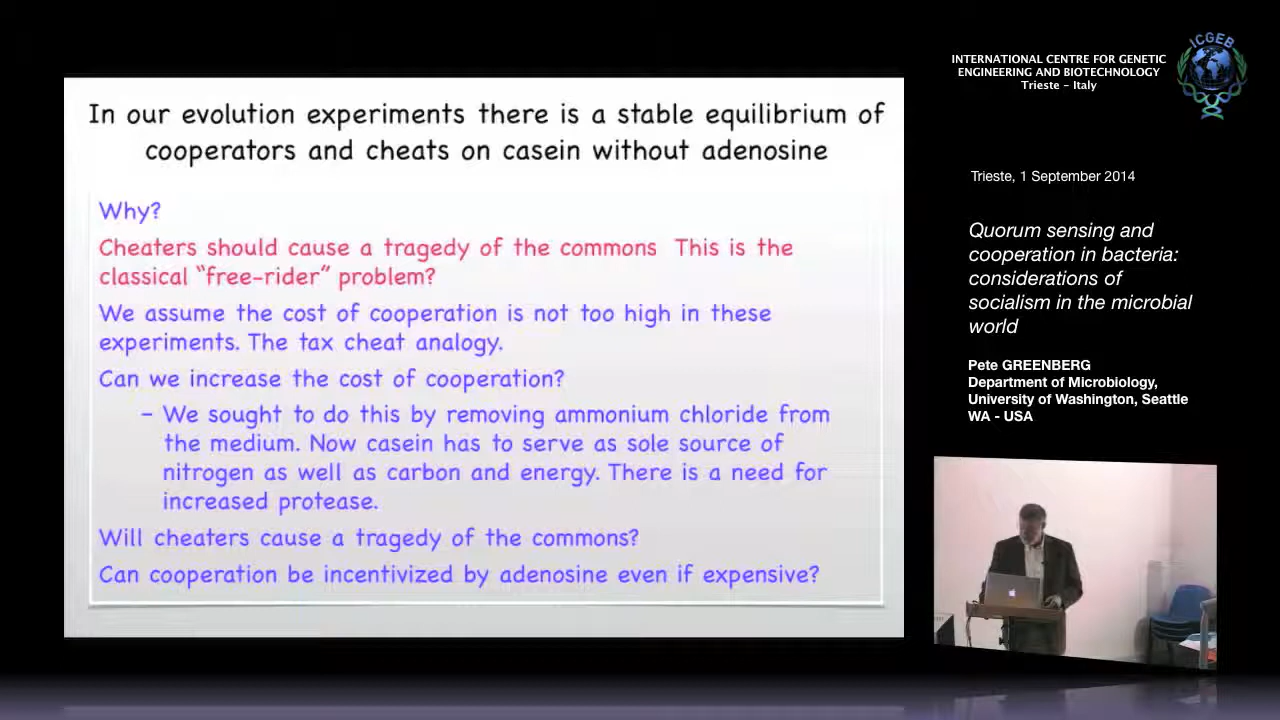 In our evolution experiments there is a stable equilibrium of
cooperators and cheats on casein without adenosine
Why?
Cheaters should cause a tragedy of the commons  This is the
classical “free-rider” problem?
We assume the cost of cooperation is not too high in these
experiments. The tax cheat analogy.
Can we increase the cost of cooperation?
– We sought to do this by removing ammonium chloride from
the medium. Now casein has to serve as sole source of
nitrogen as well as carbon and energy. There is a need for
increased protease.
Will cheaters cause a tragedy of the commons?
Can cooperation be incentivized by adenosine even if expensive?
INTERNATIONAL CENTRE FOR GENETIC
ENGINEERING AND BIOTECHNOLOGY
Trieste – Italy
ICGEB
Trieste, 1 September 2014
Quorum sensing and
cooperation in bacteria:
considerations of
socialism in the microbial
world
Pete GREENBERG
Department of Microbiology,
University of Washington, Seattle
WA - USA